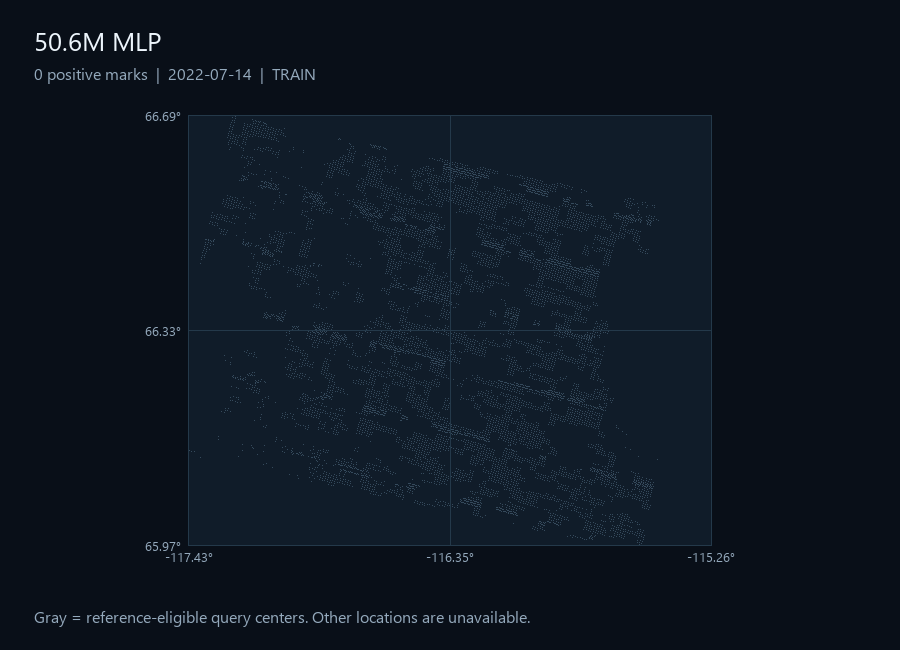 50.6M MLP
0 positive marks | 2022-07-14 | TRAIN
66.69°
66.33°
65.97°
-117.43°
-116.35°
-115.26°
Gray = reference-eligible query centers. Other locations are unavailable.